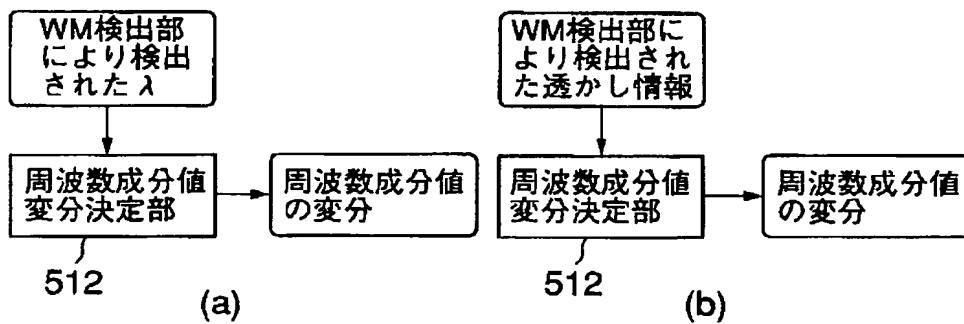 WM検出部
により検出
されたλ
周波数成分値
変分決定部
周波数成分値
の変分
512
(a)
WM検出部に
より検出され
た透かし情報
周波数成分値
変分決定部
周波数成分値
の変分
512
(b)